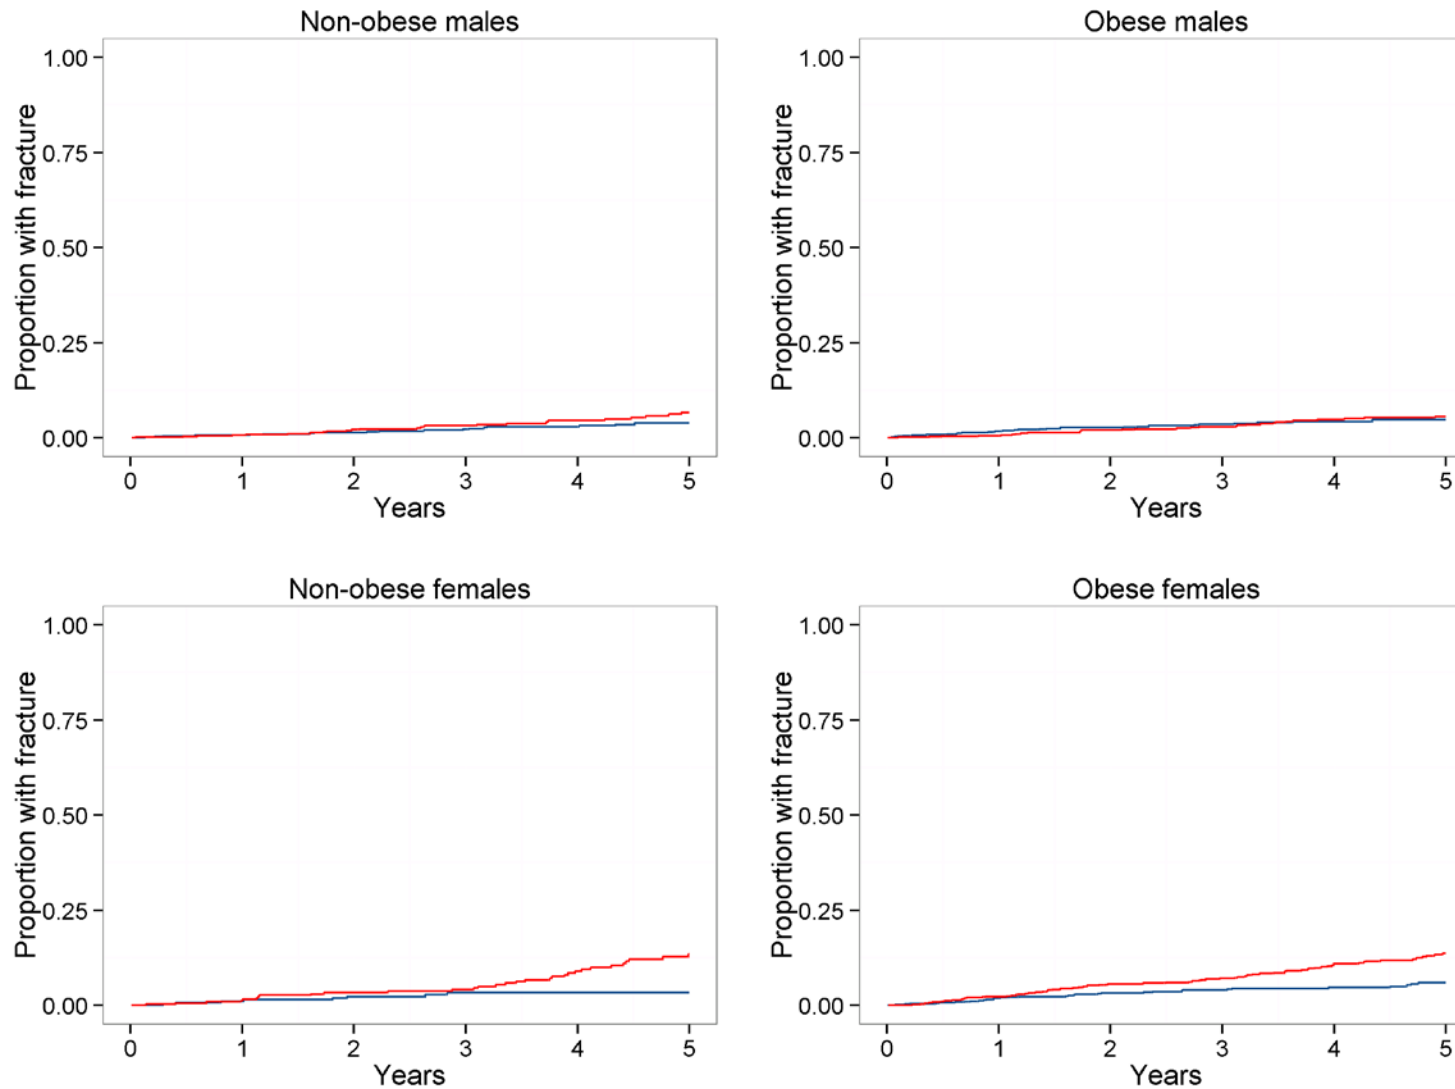 Non-obese males
Obese males
Proportion with fracture
1.00
0.75
0.50
0.25
0.00
0 1 2 3 4 5
Years
Proportion with fracture
1.00
0.75
0.50
0.25
0.00
0 1 2 3 4 5
Years
Non-obese females
Obese females
Proportion with fracture
1.00
0.75
0.50
0.25
0.00
0 1 2 3 4 5
Years
Proportion with fracture
1.00
0.75
0.50
0.25
0.00
0 1 2 3 4 5
Years